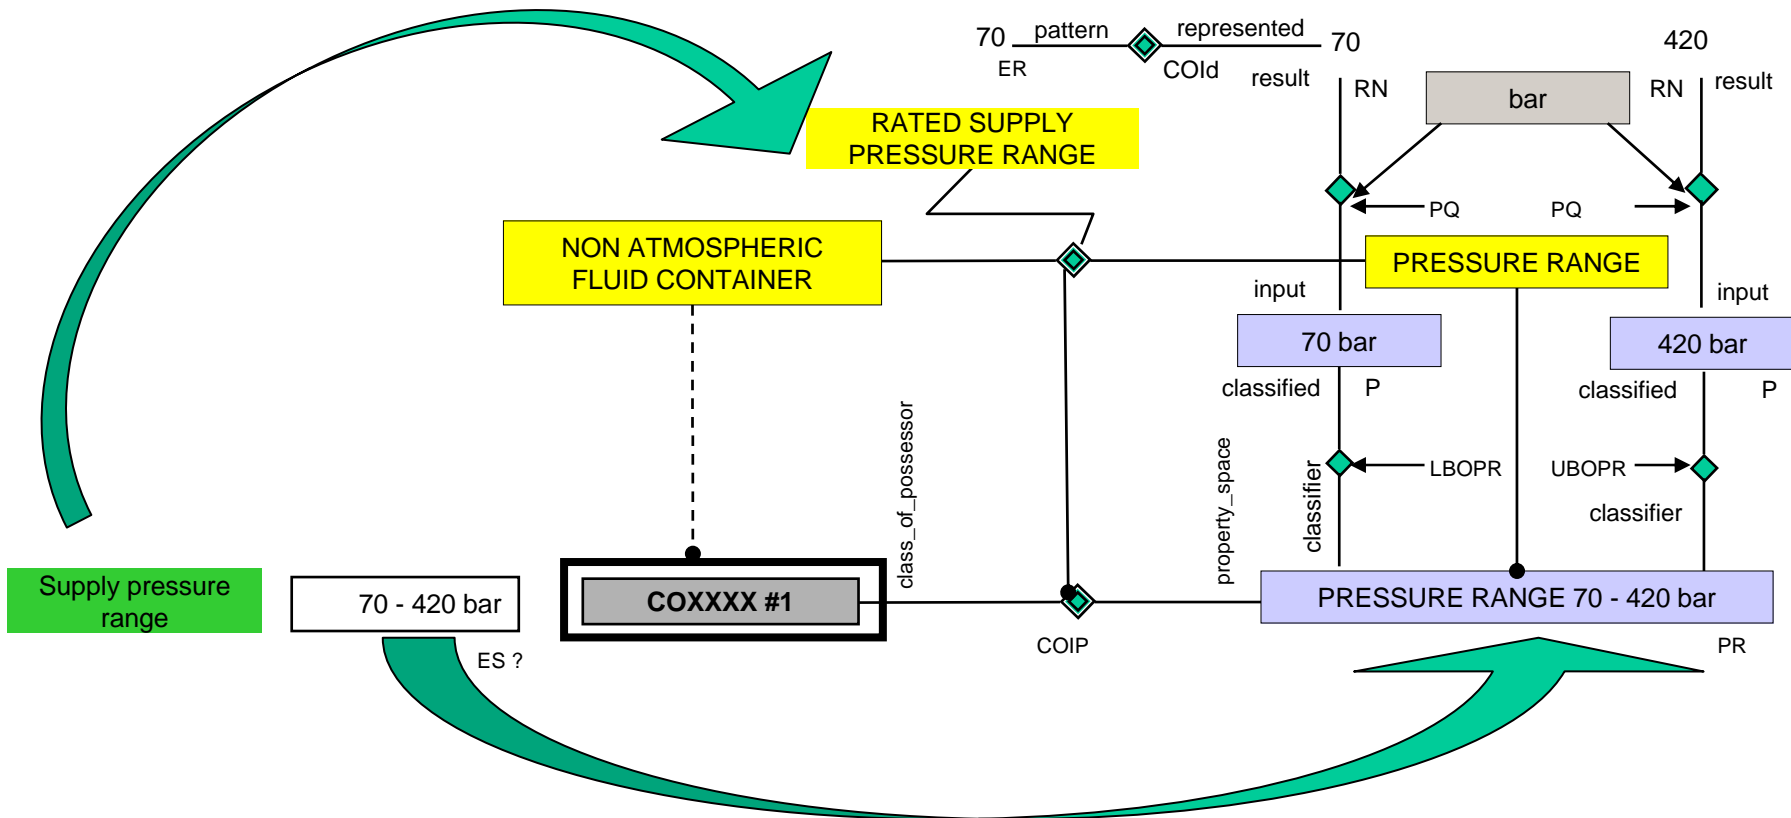 70
pattern
represented
70
420
ER
COId
result
RN
bar
RN
result
RATED SUPPLY
PRESSURE RANGE
PQ
PQ
NON ATMOSPHERIC
FLUID CONTAINER
PRESSURE RANGE
input
input
70 bar
420 bar
classified
P
classified
P
class_of_possessor
property_space
classifier
LBOPR
UBOPR
classifier
Supply pressure
range
70 - 420 bar
COXXXX #1
PRESSURE RANGE 70 - 420 bar
ES ?
COIP
PR